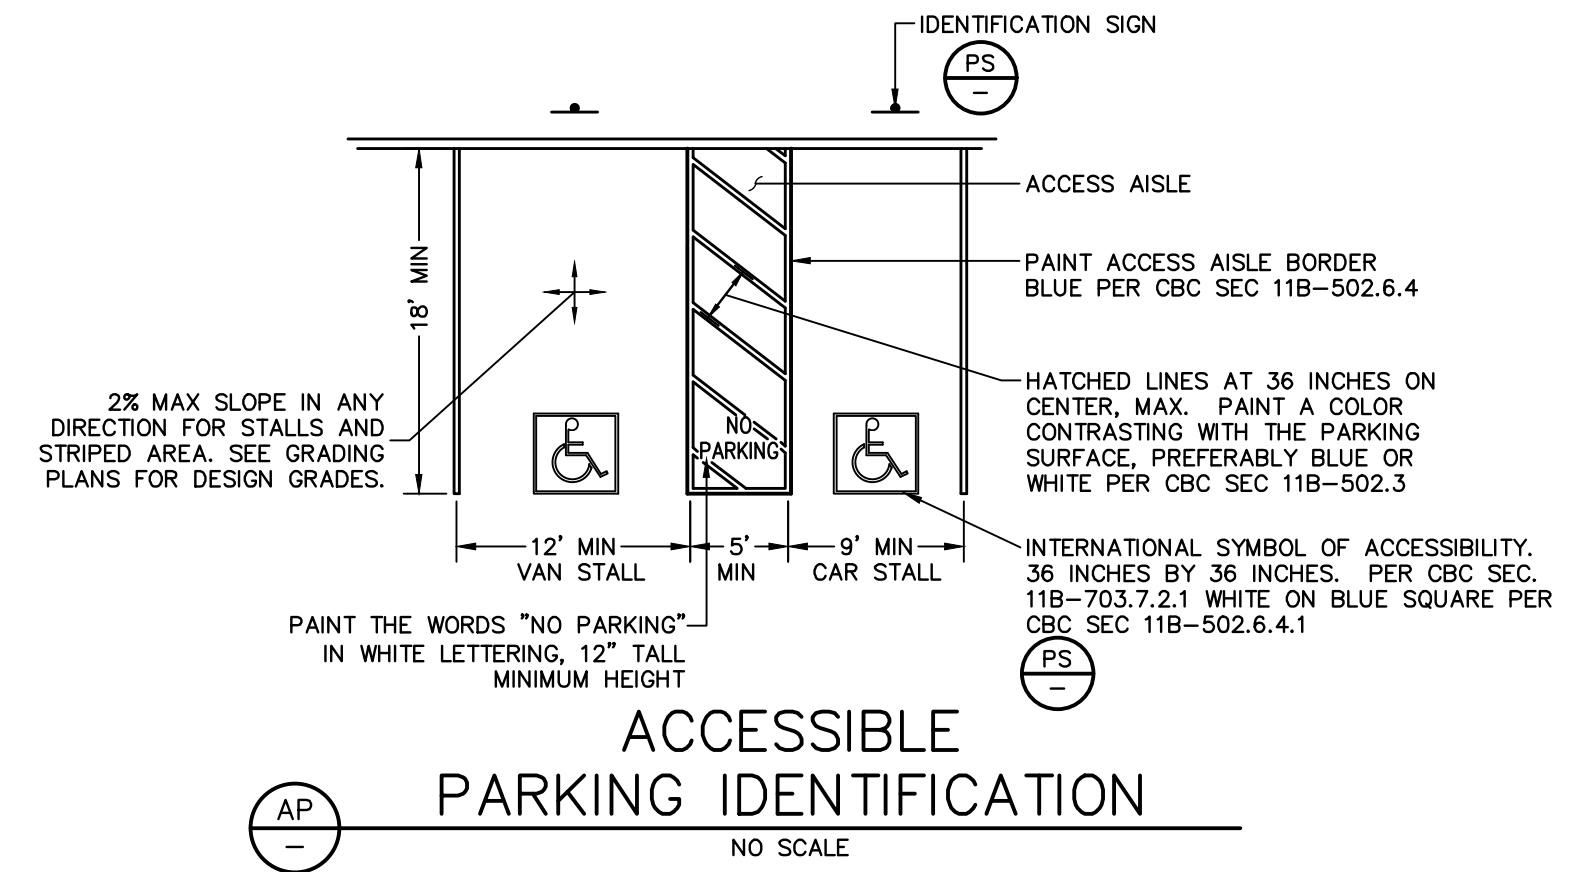 IDENTIFICATION SIGN
PS
–
ACCESS AISLE
PAINT ACCESS AISLE BORDER
BLUE PER CBC SEC 11B–502.6.4
18' MIN
2% MAX SLOPE IN ANY
DIRECTION FOR STALLS AND
STRIPED AREA. SEE GRADING
PLANS FOR DESIGN GRADES.
HATCHED LINES AT 36 INCHES ON
CENTER, MAX. PAINT A COLOR
CONTRASTING WITH THE PARKING
SURFACE, PREFERABLY BLUE OR
WHITE PER CBC SEC 11B–502.3
NO
PARKING
12' MIN
VAN STALL
5'
MIN
9' MIN
CAR STALL
INTERNATIONAL SYMBOL OF ACCESSIBILITY.
36 INCHES BY 36 INCHES. PER CBC SEC.
11B–703.7.2.1 WHITE ON BLUE SQUARE PER
CBC SEC 11B–502.6.4.1
PS
–
PAINT THE WORDS "NO PARKING"
IN WHITE LETTERING, 12" TALL
MINIMUM HEIGHT
ACCESSIBLE
PARKING IDENTIFICATION
AP
–
NO SCALE